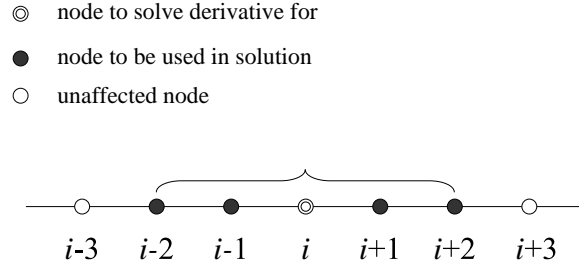 node to solve derivative for
node to be used in solution
unaffected node
i-3 i-2 i-1 i i+1 i+2 i+3